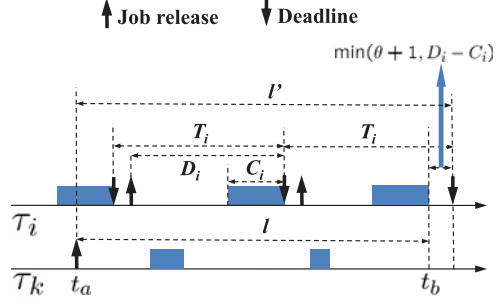 Job release Deadline
min(θ + 1, D_i − C_i)
l'
T_i T_i
D_i C_i
τ_i
l
τ_k t_a t_b